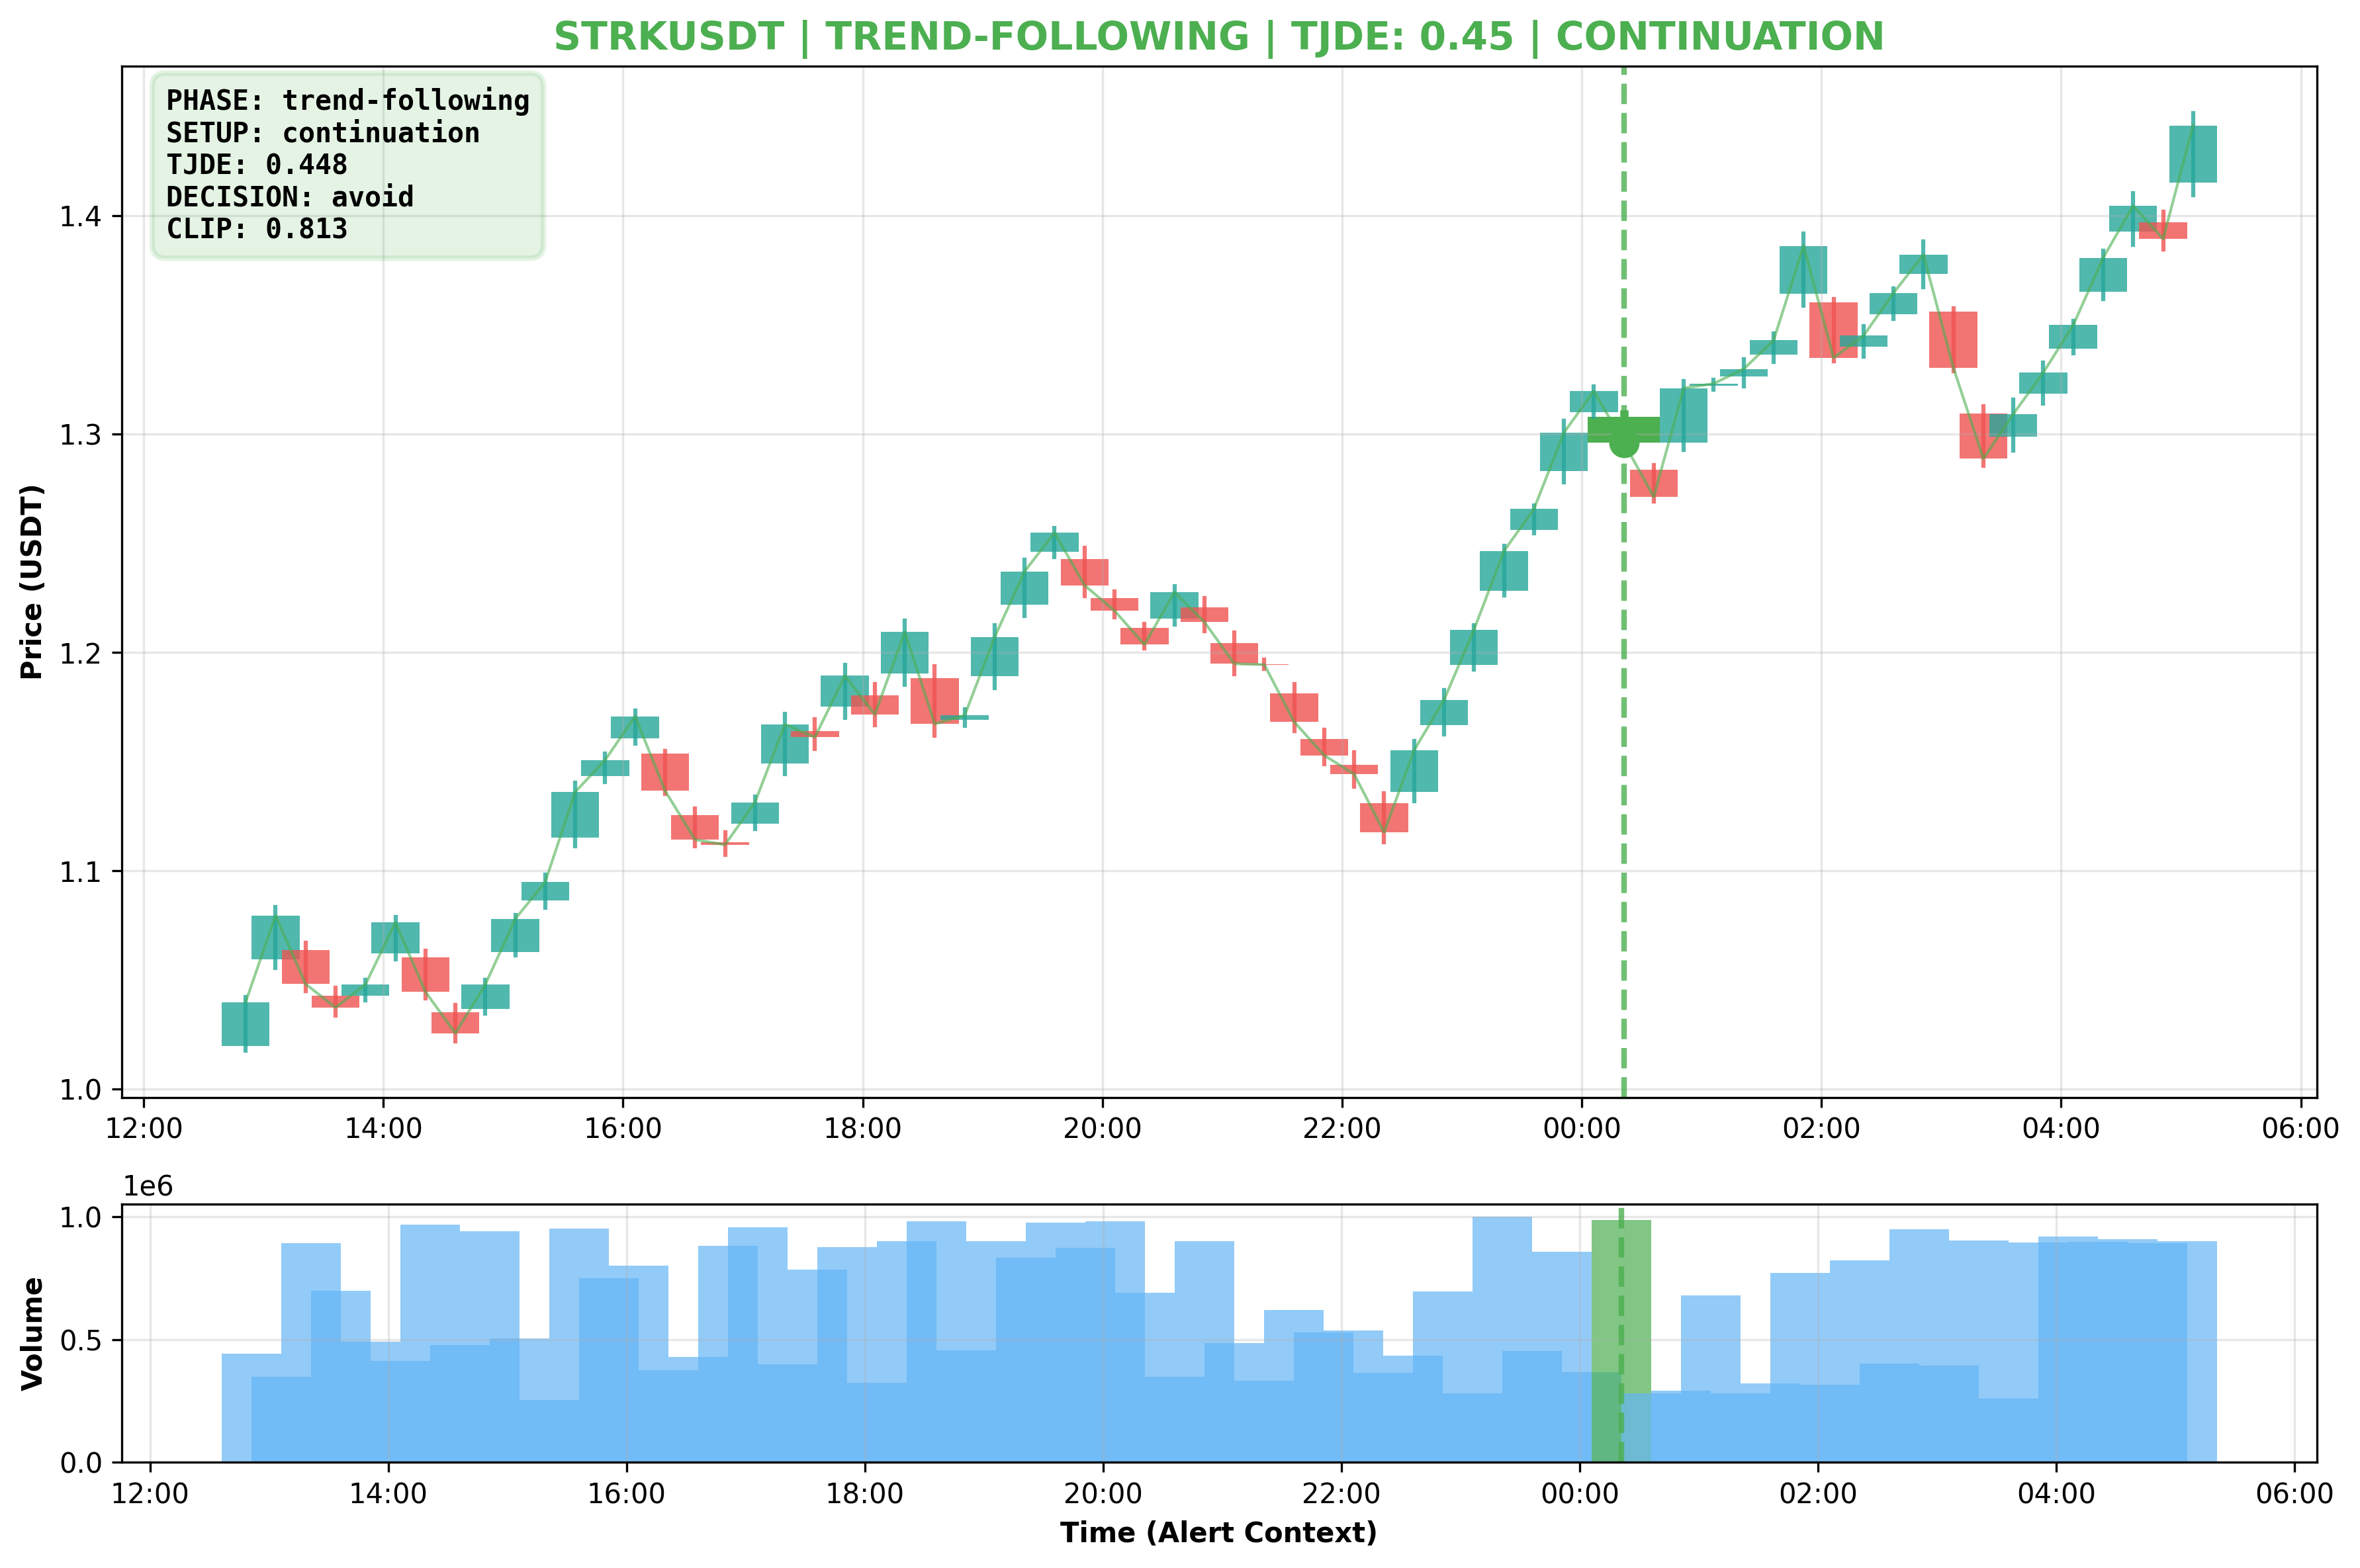 STRKUSDT | TREND-FOLLOWING | TJDE: 0.45 | CONTINUATION
PHASE: trend-following
SETUP: continuation
TJDE: 0.448
DECISION: avoid
CLIP: 0.813
Price (USDT)
1.4
1.3
1.2
1.1
1.0
12:00 14:00 16:00 18:00 20:00 22:00 00:00 02:00 04:00 06:00
1e6
Volume
1.0
0.5
0.0
12:00 14:00 16:00 18:00 20:00 22:00 00:00 02:00 04:00 06:00
Time (Alert Context)